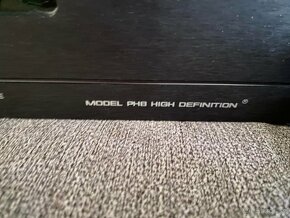 MODEL PH8 HIGH DEFINITION ®